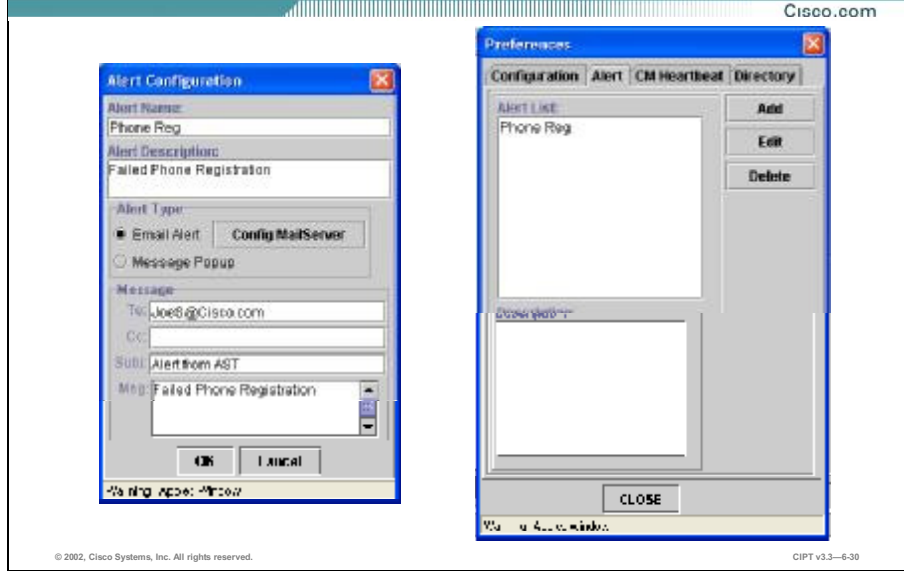 Cisco.com
Alert Configuration
Alert Name:
Phone Reg
Alert Description:
Failed Phone Registration
Alert Type
Email Alert
Config MailServer
Message Popup
Message
To:
@Cisco.com
Cc:
Subj:
Alert from AST
Msg:
Failed Phone Registration
OK
Cancel
Preferences
Configuration
Alert
CM Heartbeat
Directory
Alert List:
Phone Reg
Add
Edit
Delete
Description:
CLOSE
© 2002, Cisco Systems, Inc. All rights reserved.
CIPT v3.3—6-30